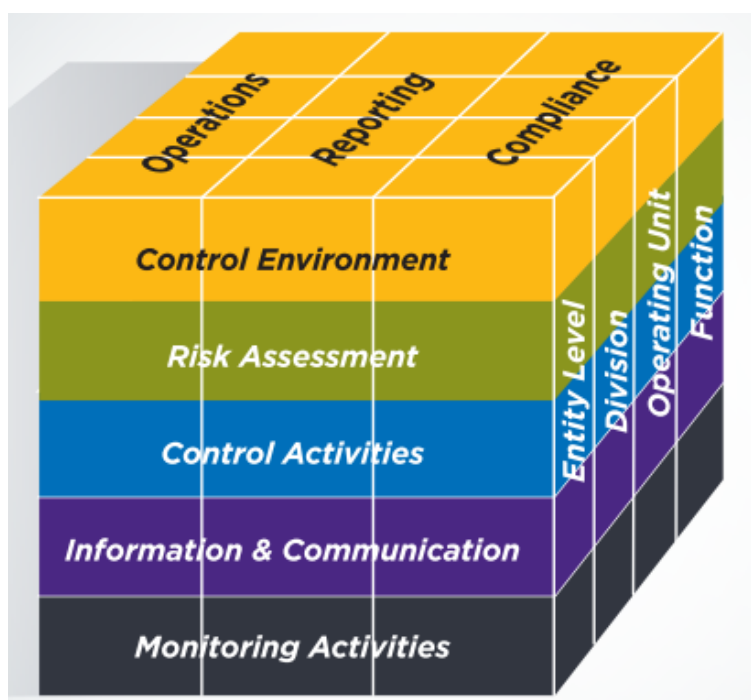 Operations
Reporting
Compliance
Control Environment
Risk Assessment
Control Activities
Information & Communication
Monitoring Activities
Entity Level
Division
Operating Unit
Function